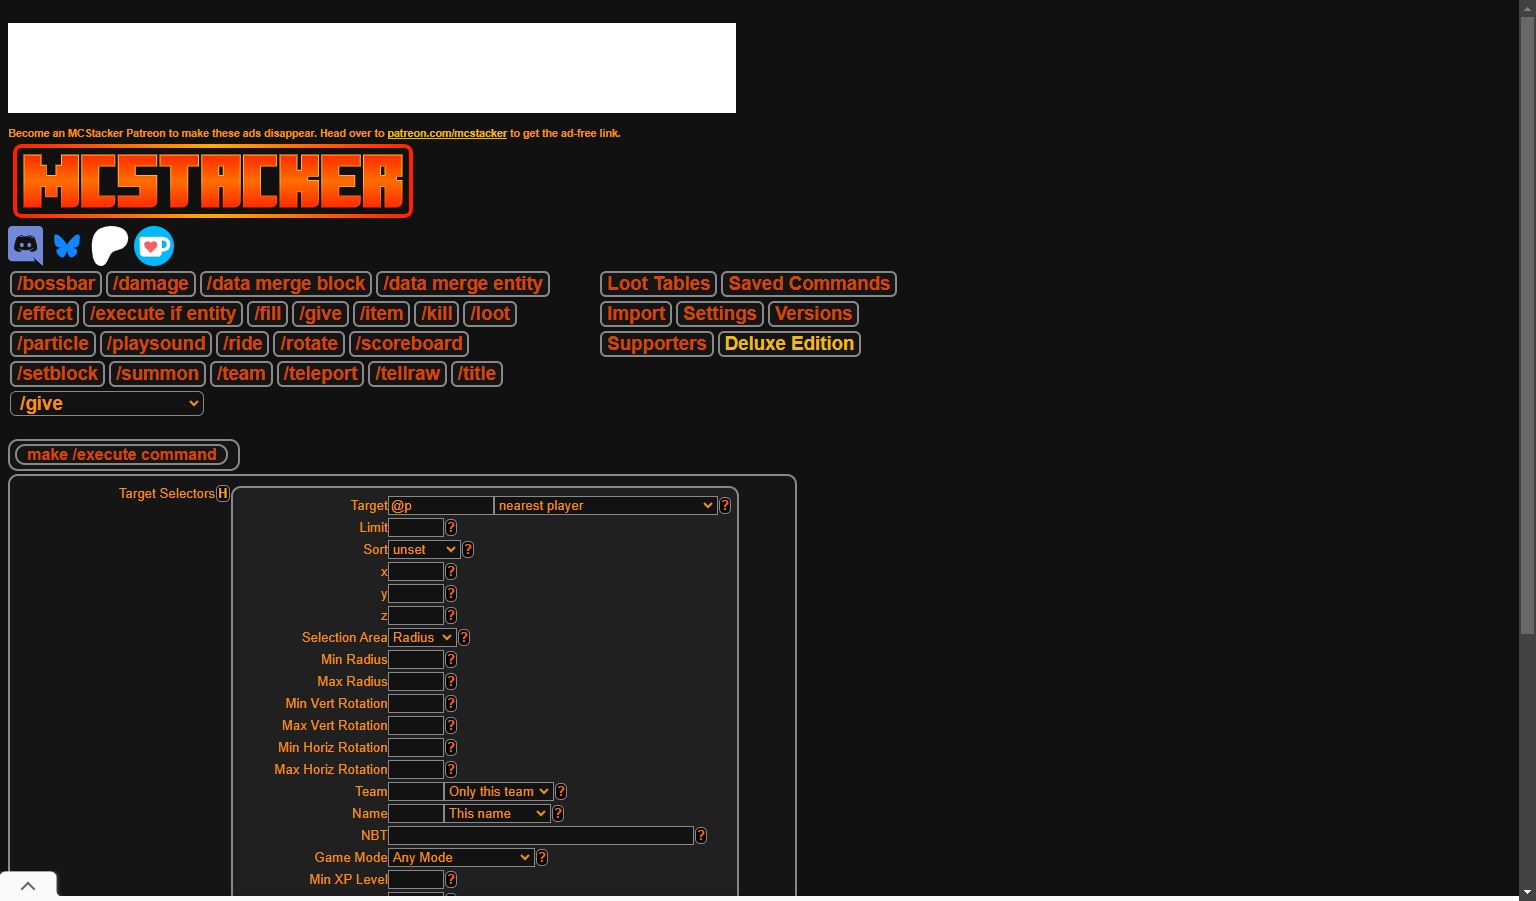 Become an MCStacker Patreon to make these ads disappear. Head over to patreon.com/mcstacker to get the ad-free link.
MCSTACKER
/bossbar /damage /data merge block /data merge entity
/effect /execute if entity /fill /give /item /kill /loot
/particle /playsound /ride /rotate /scoreboard
/setblock /summon /team /teleport /tellraw /title
/give
Loot Tables Saved Commands
Import Settings Versions
Supporters Deluxe Edition
make /execute command
Target Selectors H
Target @p nearest player ?
Limit ?
Sort unset ?
x ?
y ?
z ?
Selection Area Radius ?
Min Radius ?
Max Radius ?
Min Vert Rotation ?
Max Vert Rotation ?
Min Horiz Rotation ?
Max Horiz Rotation ?
Team Only this team ?
Name This name ?
NBT ?
Game Mode Any Mode ?
Min XP Level ?